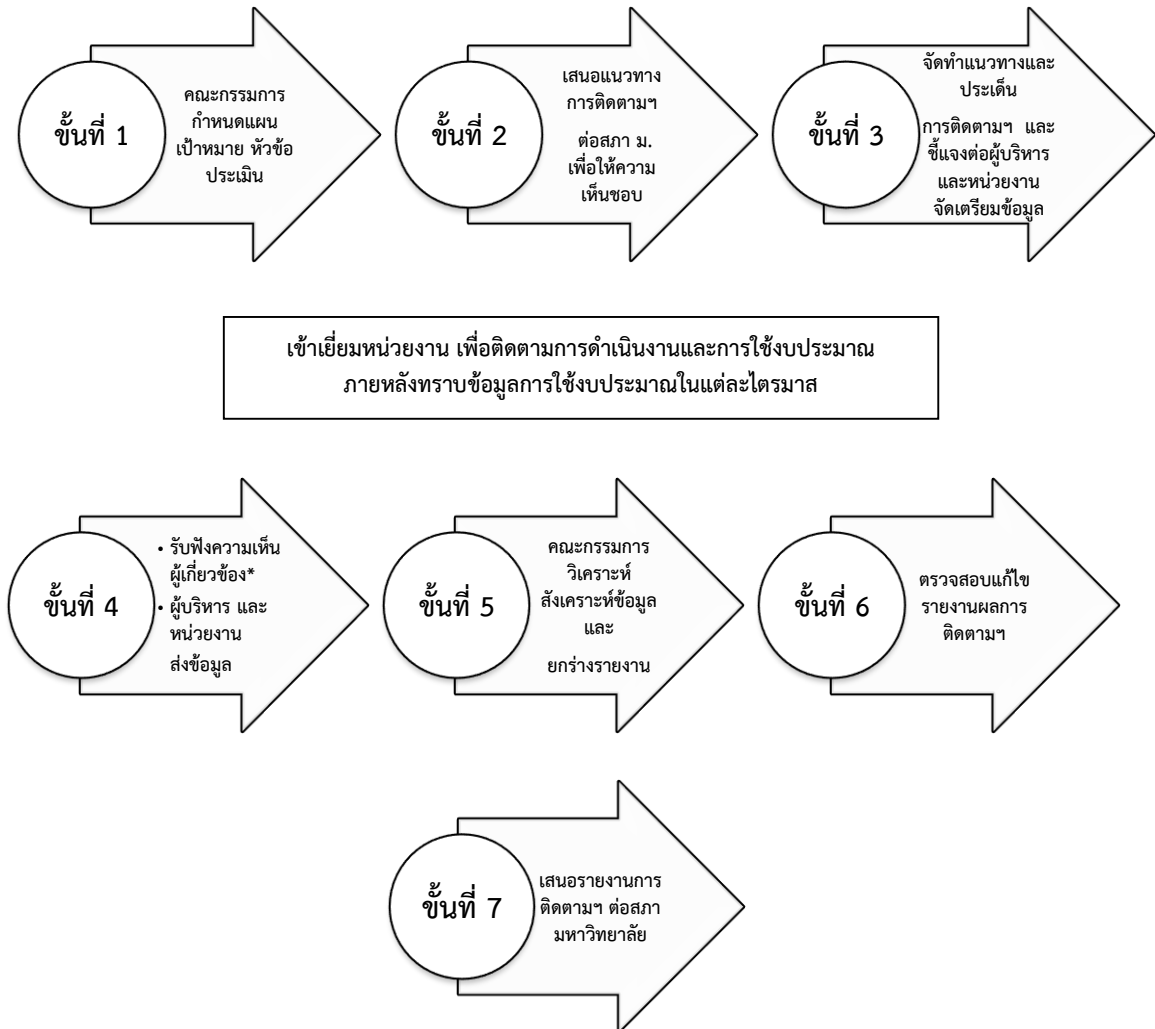 ขั้นที่ 1
คณะกรรมการ
กำหนดแผน
เป้าหมาย หัวข้อ
ประเมิน
ขั้นที่ 2
เสนอแนวทาง
การติดตามฯ
ต่อสภา ม.
เพื่อให้ความ
เห็นชอบ
ขั้นที่ 3
จัดทำแนวทางและ
ประเด็น
การติดตามฯ และ
ชี้แจงต่อผู้บริหาร
และหน่วยงาน
จัดเตรียมข้อมูล
เข้าเยี่ยมหน่วยงาน เพื่อติดตามการดำเนินงานและการใช้งบประมาณ
ภายหลังทราบข้อมูลการใช้งบประมาณในแต่ละไตรมาส
ขั้นที่ 4
• รับฟังความเห็น
ผู้เกี่ยวข้อง*
• ผู้บริหาร และ
หน่วยงาน
ส่งข้อมูล
ขั้นที่ 5
คณะกรรมการ
วิเคราะห์
สังเคราะห์ข้อมูล
และ
ยกร่างรายงาน
ขั้นที่ 6
ตรวจสอบแก้ไข
รายงานผลการ
ติดตามฯ
ขั้นที่ 7
เสนอรายงานการ
ติดตามฯ ต่อสภา
มหาวิทยาลัย